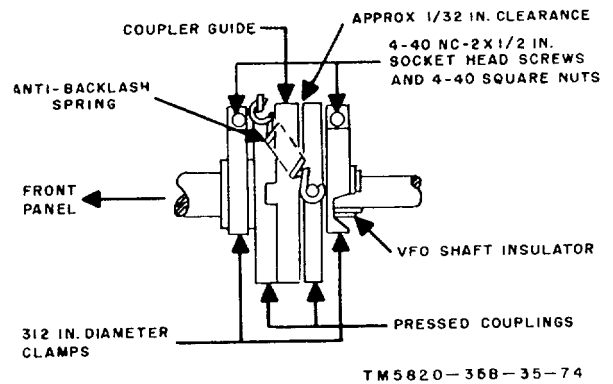 APPROX 1/32 IN. CLEARANCE
COUPLER GUIDE
4-40 NC-2X1/2 IN.
SOCKET HEAD SCREWS
AND 4-40 SQUARE NUTS
ANTI-BACKLASH
SPRING
FRONT
PANEL
VFO SHAFT INSULATOR
312 IN. DIAMETER
CLAMPS
PRESSED COUPLINGS
TM5820-358-35-74